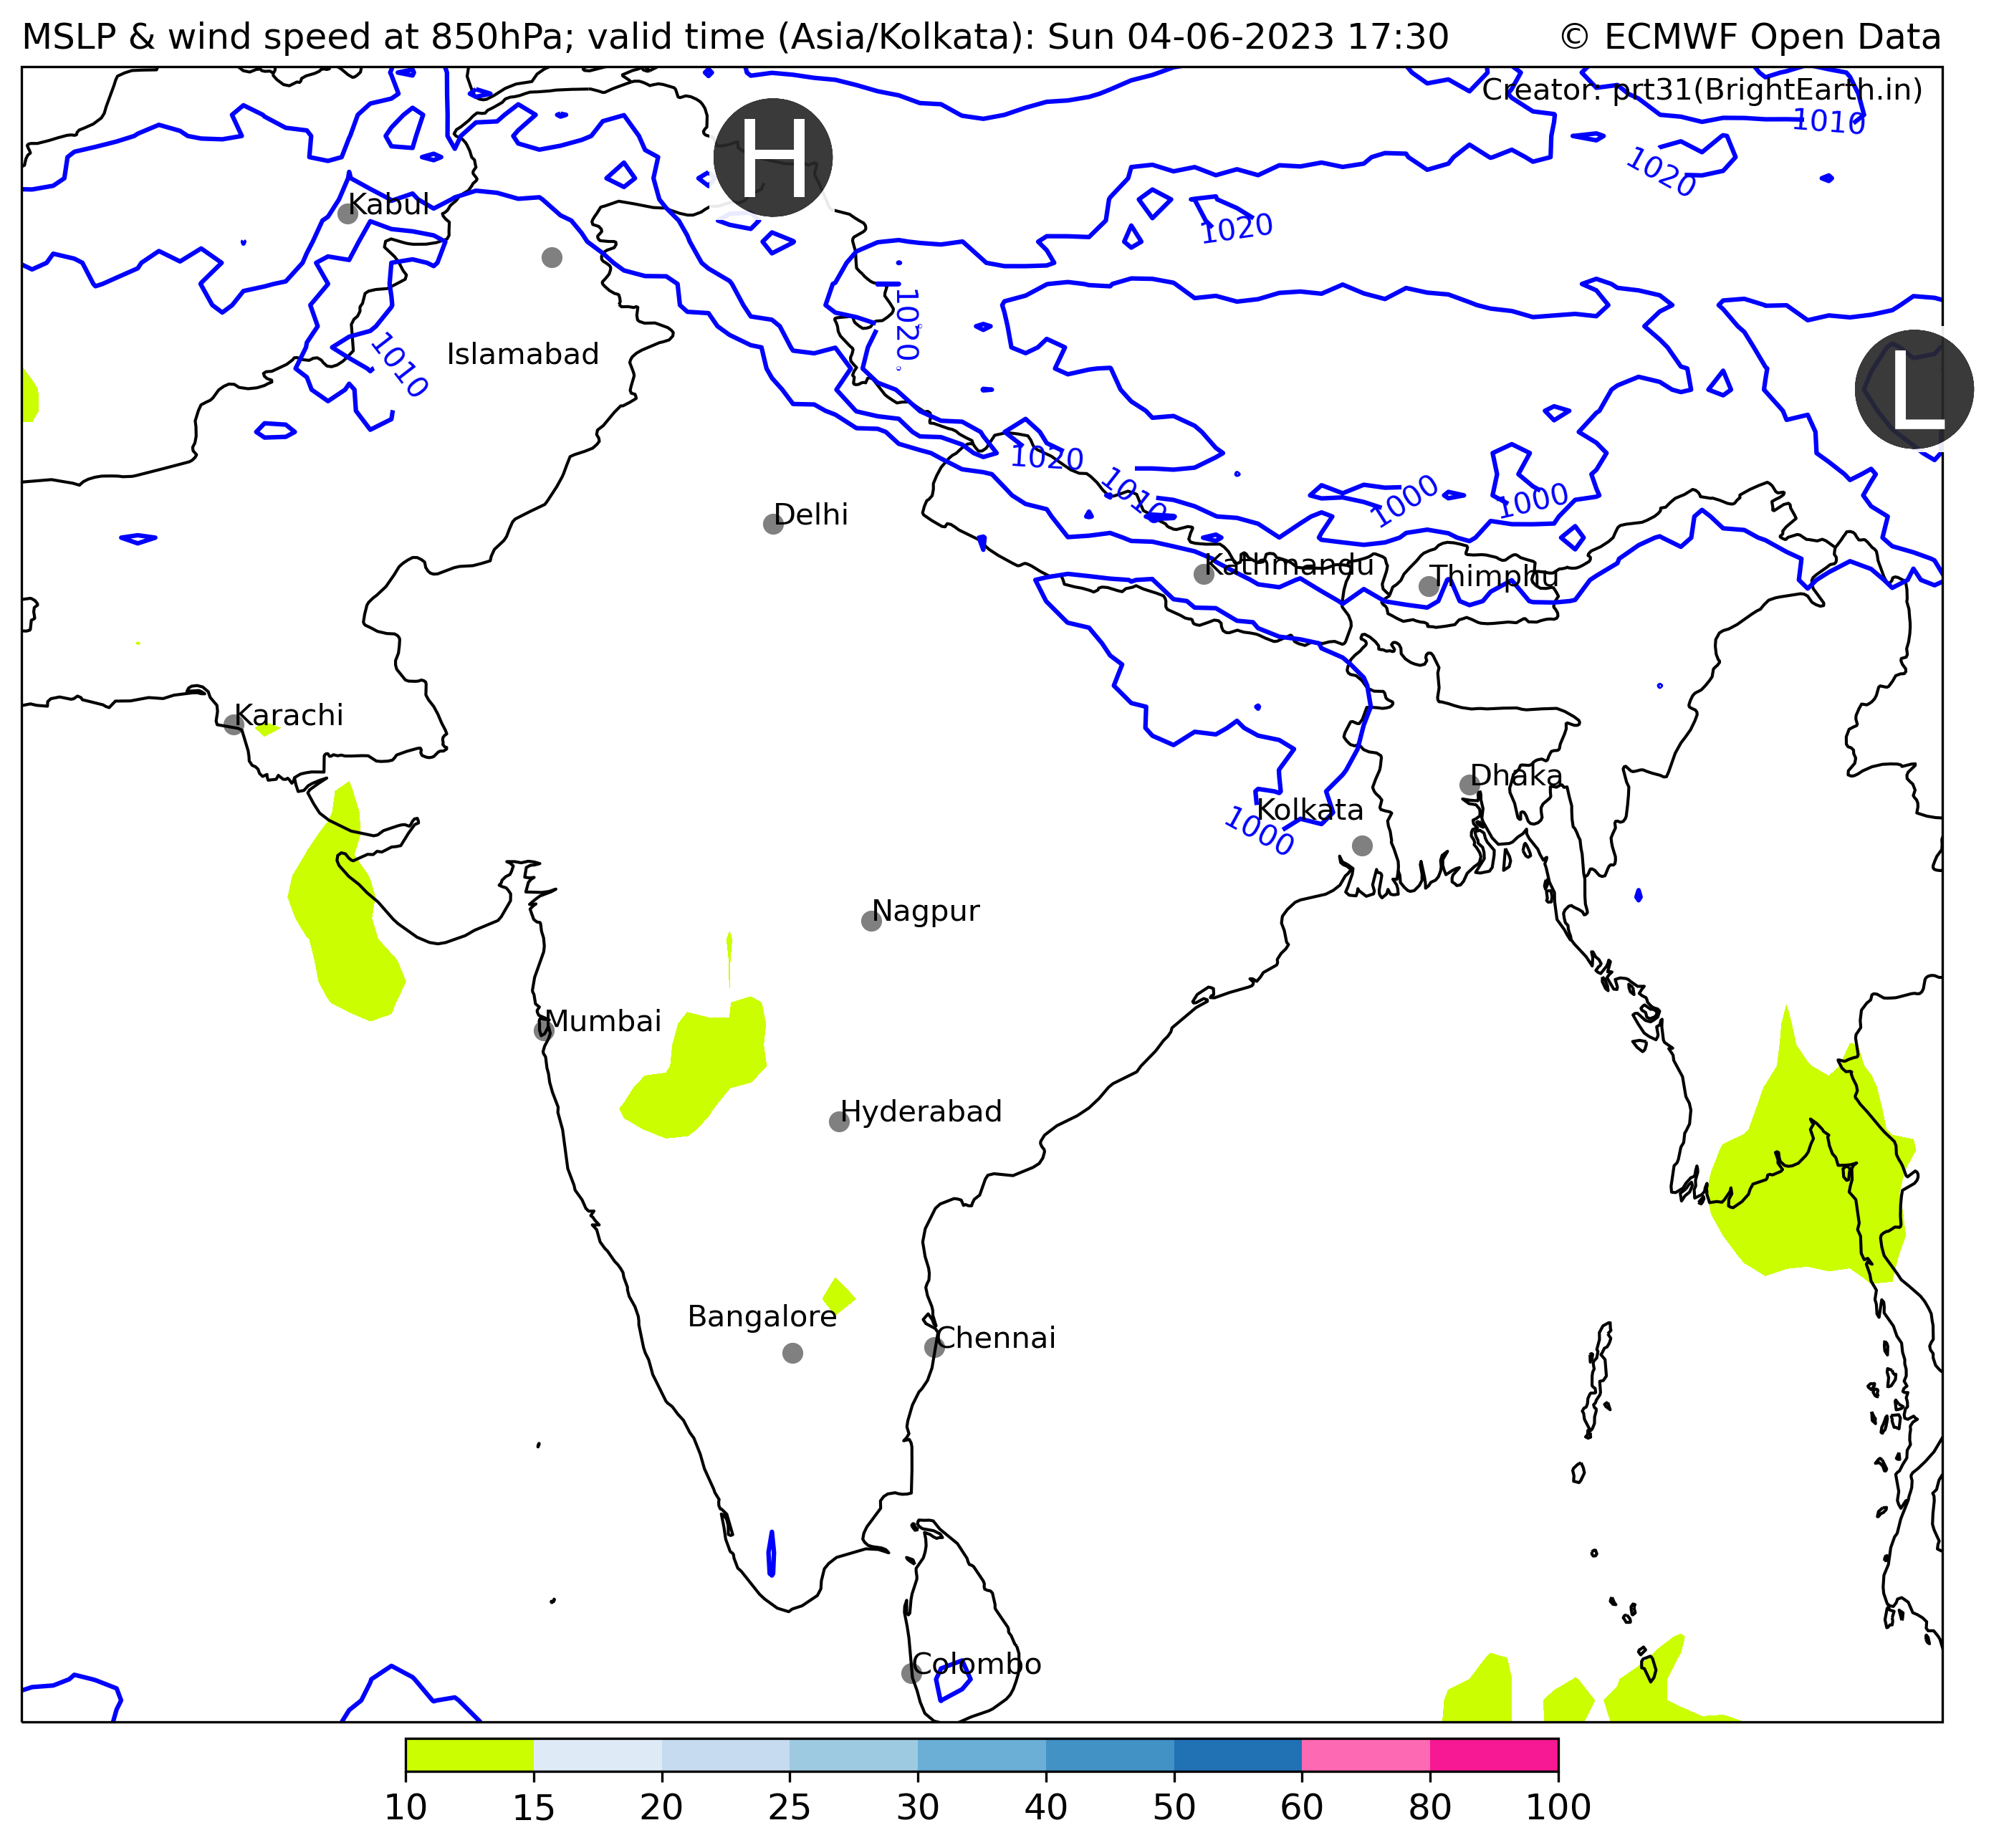 MSLP & wind speed at 850hPa; valid time (Asia/Kolkata): Sun 04-06-2023 17:30
© ECMWF Open Data
Creator: prt31(BrightEarth.in)
1010
H
1020
Kabul
1020
1020
1010
Islamabad
L
1020
1010
1000
1000
Delhi
Kathmandu
Thimphu
Karachi
Dhaka
Kolkata
1000
Nagpur
Mumbai
Hyderabad
Bangalore
Chennai
Colombo
10 15 20 25 30 40 50 60 80 100